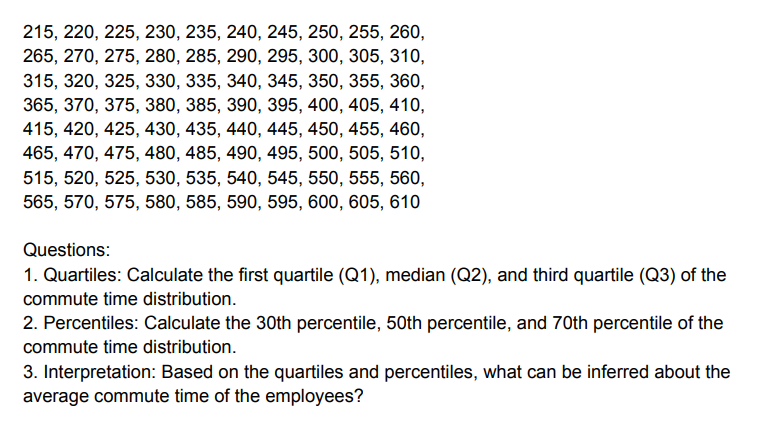 215, 220, 225, 230, 235, 240, 245, 250, 255, 260,
265, 270, 275, 280, 285, 290, 295, 300, 305, 310,
315, 320, 325, 330, 335, 340, 345, 350, 355, 360,
365, 370, 375, 380, 385, 390, 395, 400, 405, 410,
415, 420, 425, 430, 435, 440, 445, 450, 455, 460,
465, 470, 475, 480, 485, 490, 495, 500, 505, 510,
515, 520, 525, 530, 535, 540, 545, 550, 555, 560,
565, 570, 575, 580, 585, 590, 595, 600, 605, 610
Questions:
1. Quartiles: Calculate the first quartile (Q1), median (Q2), and third quartile (Q3) of the
commute time distribution.
2. Percentiles: Calculate the 30th percentile, 50th percentile, and 70th percentile of the
commute time distribution.
3. Interpretation: Based on the quartiles and percentiles, what can be inferred about the
average commute time of the employees?